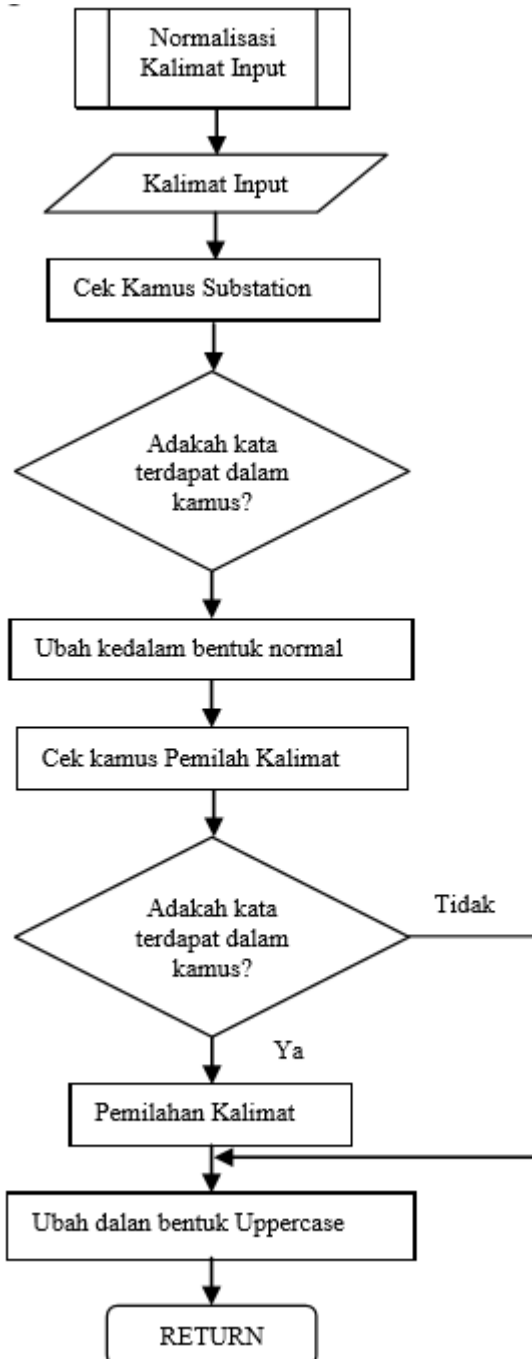 Normalisasi
Kalimat Input
Kalimat Input
Cek Kamus Substation
Adakah kata
terdapat dalam
kamus?
Ubah kedalam bentuk normal
Cek kamus Pemilah Kalimat
Adakah kata
terdapat dalam
kamus?
Tidak
Ya
Pemilahan Kalimat
Ubah dalan bentuk Uppercase
RETURN